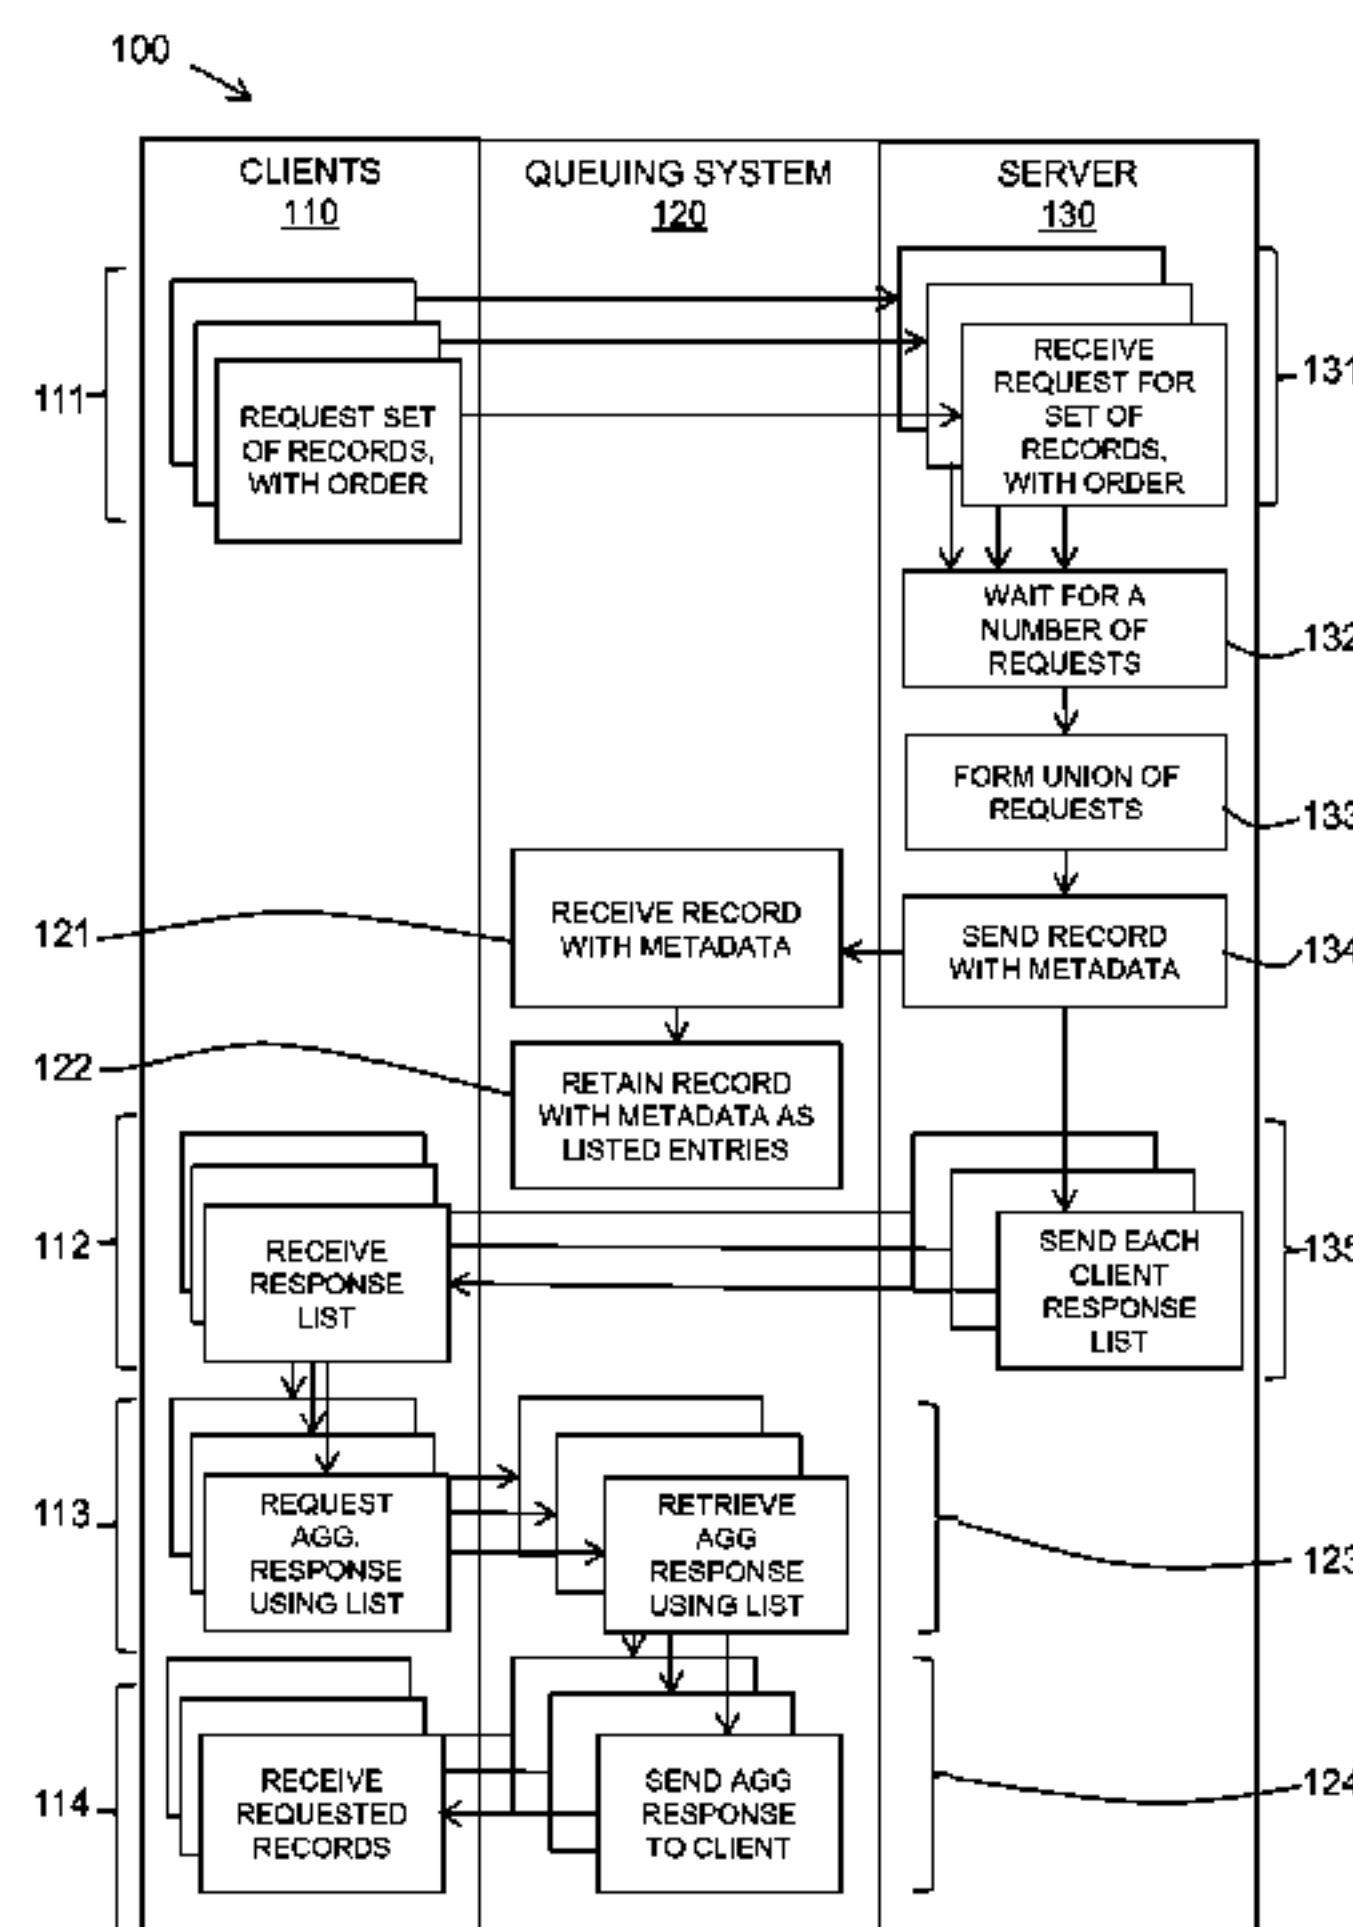 100
CLIENTS
110
QUEUING SYSTEM
120
SERVER
130
111
REQUEST SET
OF RECORDS,
WITH ORDER
RECEIVE
REQUEST FOR
SET OF
RECORDS,
WITH ORDER
131
WAIT FOR A
NUMBER OF
REQUESTS
132
FORM UNION OF
REQUESTS
133
121
RECEIVE RECORD
WITH METADATA
SEND RECORD
WITH METADATA
134
122
RETAIN RECORD
WITH METADATA AS
LISTED ENTRIES
112
RECEIVE
RESPONSE
LIST
SEND EACH
CLIENT
RESPONSE
LIST
135
113
REQUEST
AGG.
RESPONSE
USING LIST
RETRIEVE
AGG
RESPONSE
USING LIST
123
114
RECEIVE
REQUESTED
RECORDS
SEND AGG
RESPONSE
TO CLIENT
124